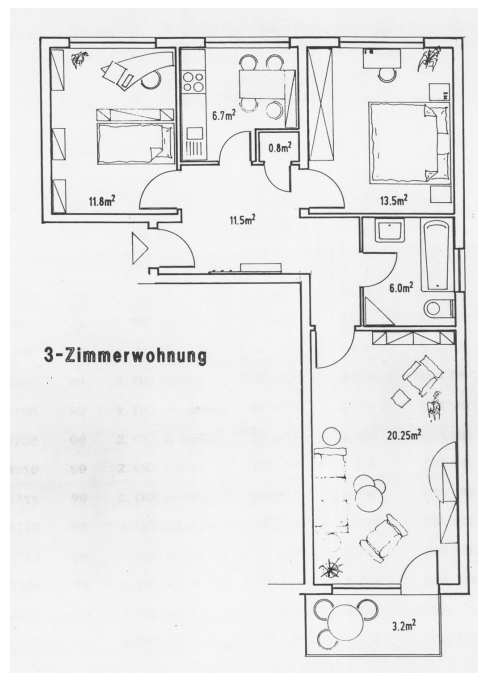 6.7m²
0.8m²
11.8m²
13.5m²
11.5m²
6.0m²
3-Zimmerwohnung
20.25m²
3.2m²